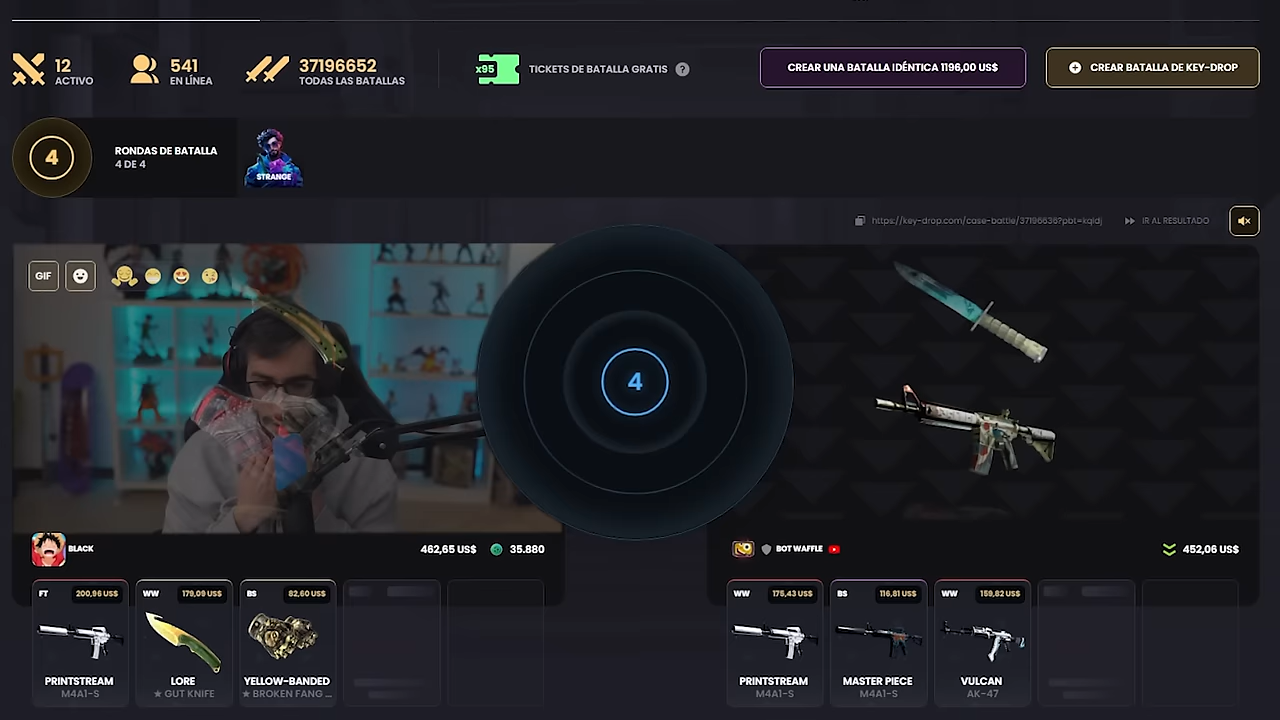 12
ACTIVO
541
EN LÍNEA
37196652
TODAS LAS BATALLAS
x95
TICKETS DE BATALLA GRATIS
?
CREAR UNA BATALLA IDÉNTICA 1196,00 US$
CREAR BATALLA DE KEY-DROP
4
RONDAS DE BATALLA
4 DE 4
STRANGE
https://key-drop.com/case-battle/37196636?pbt=kqidj
IR AL RESULTADO
GIF
4
BLACK
462,65 US$
35.880
BOT WAFFLE
452,06 US$
FT
200,96 US$
PRINTSTREAM
M4A1-S
WW
179,09 US$
LORE
★ GUT KNIFE
BS
82,60 US$
YELLOW-BANDED
★ BROKEN FANG ...
WW
175,43 US$
PRINTSTREAM
M4A1-S
BS
116,81 US$
MASTER PIECE
M4A1-S
WW
159,82 US$
VULCAN
AK-47